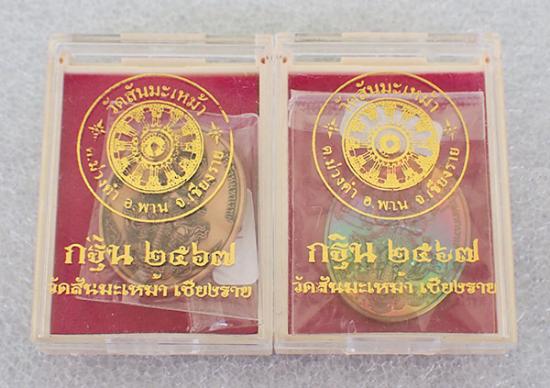 วัดสันมะเหม้า
ต.ม่วงคำ อ.พาน จ.เชียงราย
กฐิน ๒๕๖๗
วัดสันมะเหม้า เชียงราย
วัดสันมะเหม้า
ต.ม่วงคำ อ.พาน จ.เชียงราย
กฐิน ๒๕๖๗
วัดสันมะเหม้า เชียงราย